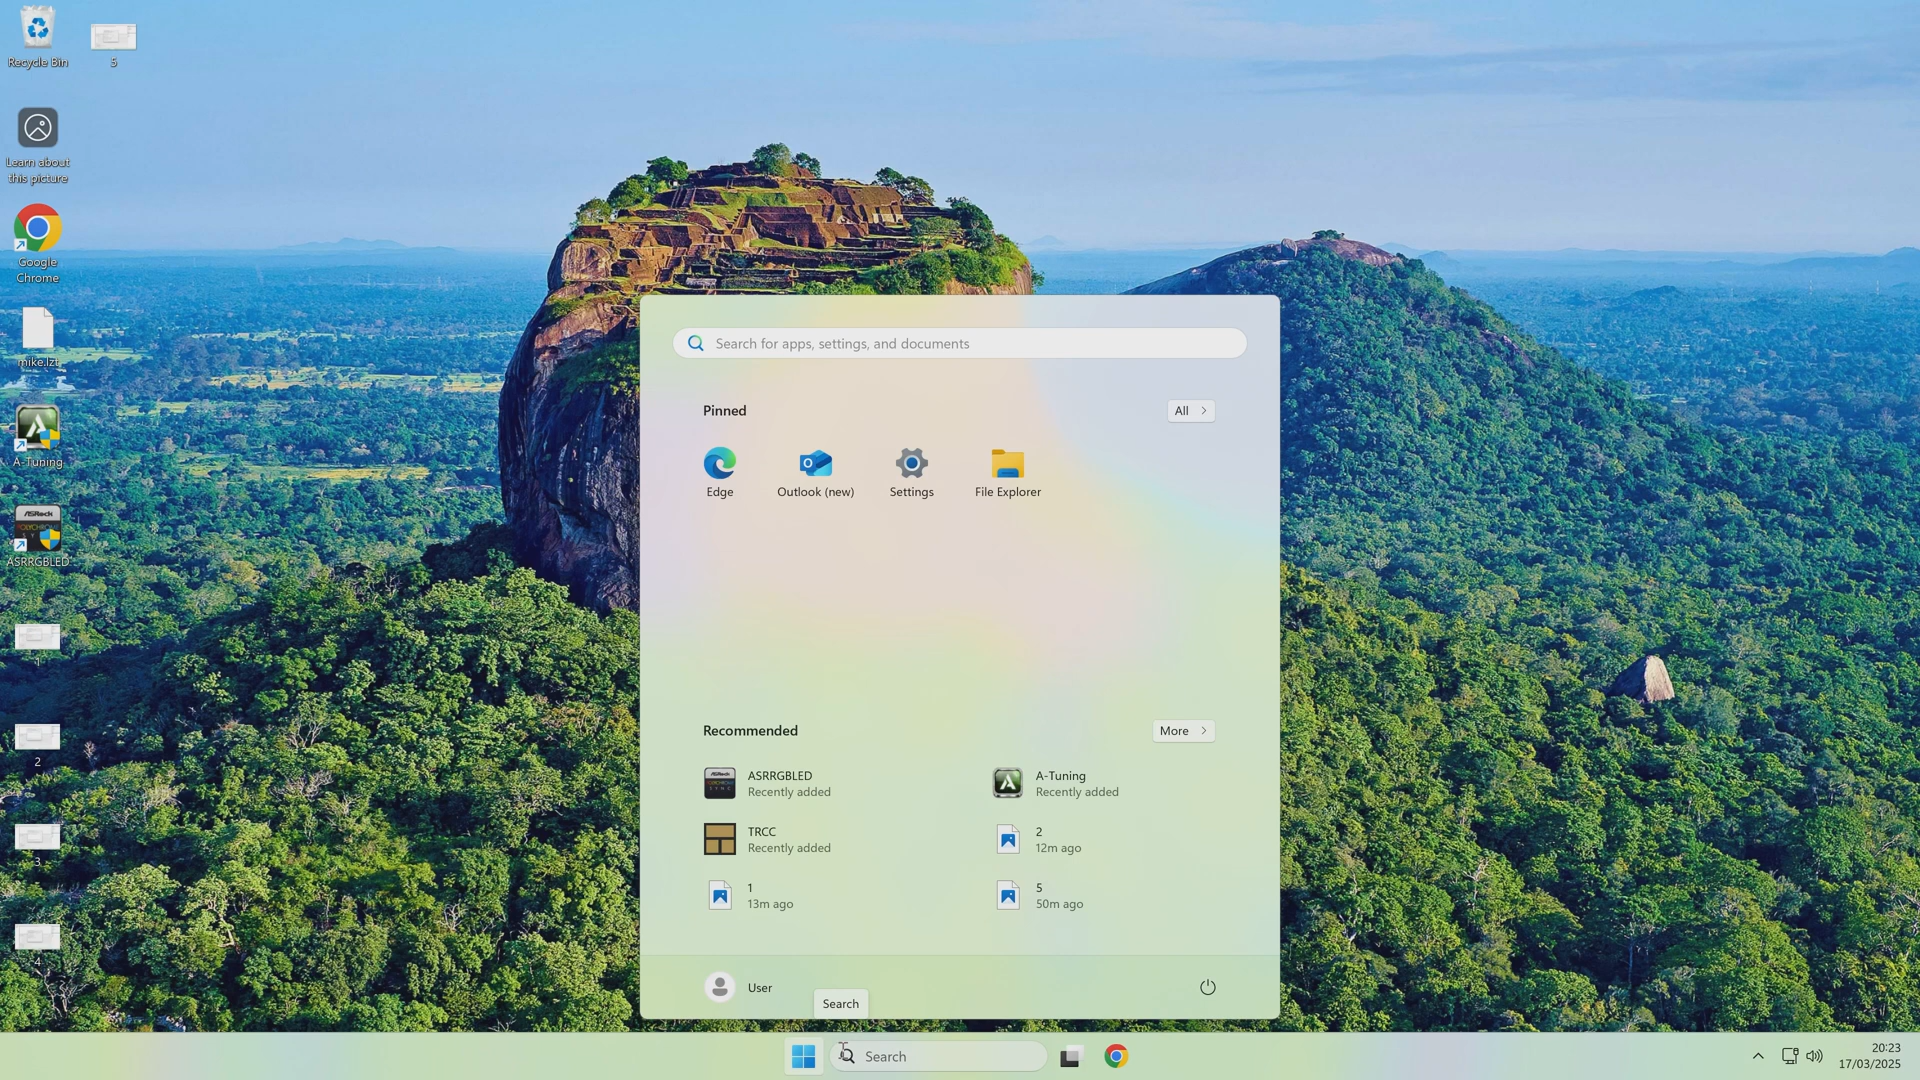 Recycle Bin
5
Learn about
this picture
Google
Chrome
mike.lzt
A-Tuning
ASRock
ASRRGBLED
1
2
3
4
Search for apps, settings, and documents
Pinned
All
Edge
Outlook (new)
Settings
File Explorer
Recommended
More
ASRRGBLED
Recently added
A-Tuning
Recently added
TRCC
Recently added
2
12m ago
1
13m ago
5
50m ago
User
Search
Search
20:23
17/03/2025